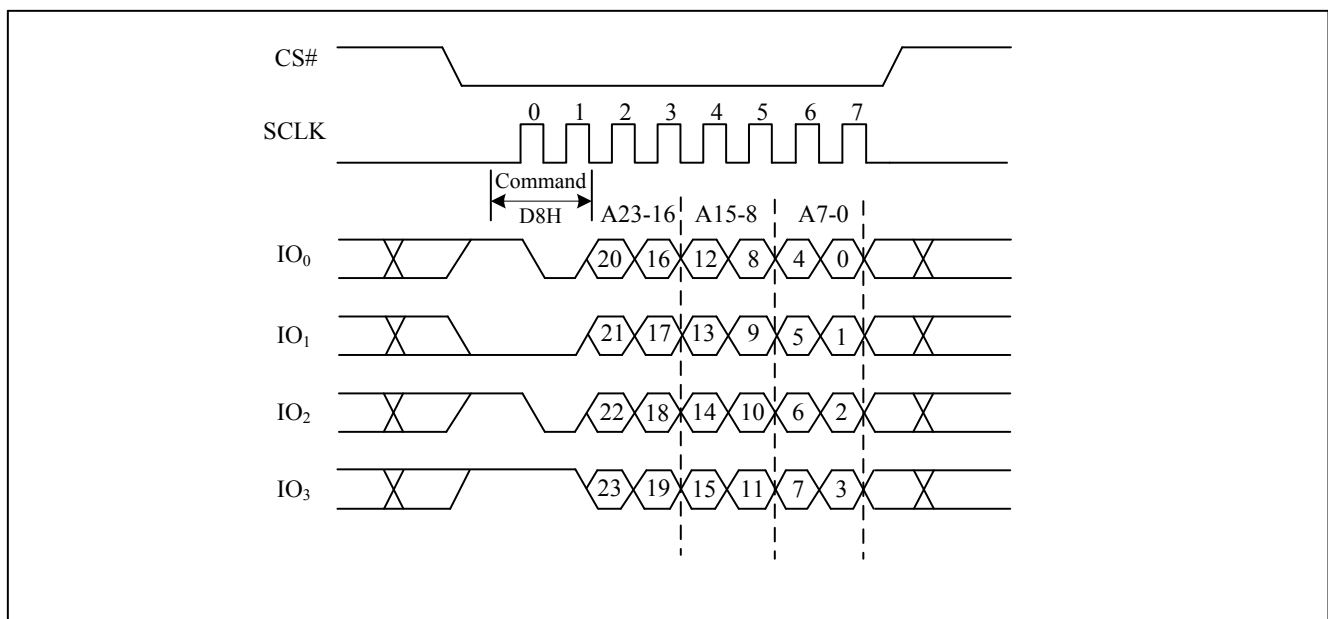 CS#
0 1 2 3 4 5 6 7
SCLK
Command
D8H A23-16 A15-8 A7-0
IO0 20 16 12 8 4 0
IO1 21 17 13 9 5 1
IO2 22 18 14 10 6 2
IO3 23 19 15 11 7 3